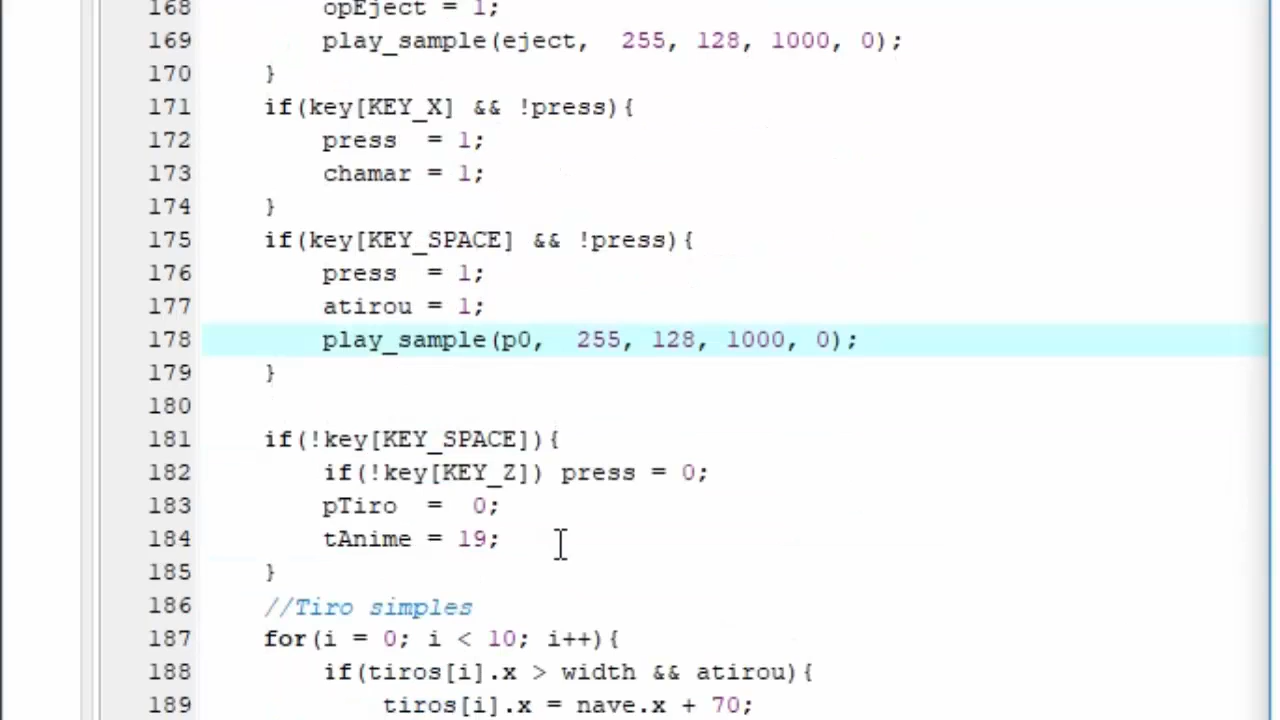 168 opEject = 1;
169 play_sample(eject,  255, 128, 1000, 0);
170 }
171 if(key[KEY_X] && !press){
172 press  = 1;
173 chamar = 1;
174 }
175 if(key[KEY_SPACE] && !press){
176 press  = 1;
177 atirou = 1;
178 play_sample(p0,  255, 128, 1000, 0);
179 }
180
181 if(!key[KEY_SPACE]){
182 if(!key[KEY_Z]) press = 0;
183 pTiro  =  0;
184 tAnime = 19;
185 }
186 //Tiro simples
187 for(i = 0; i < 10; i++){
188 if(tiros[i].x > width && atirou){
189 tiros[i].x = nave.x + 70;